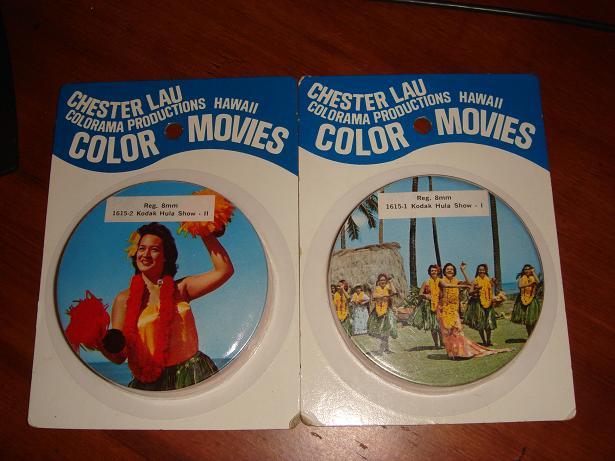 CHESTER LAU
COLORAMA PRODUCTIONS HAWAII
COLOR MOVIES
Reg. 8mm
1615-2 Kodak Hula Show - II
CHESTER LAU
COLORAMA PRODUCTIONS HAWAII
COLOR MOVIES
Reg. 8mm
1615-1 Kodak Hula Show - I